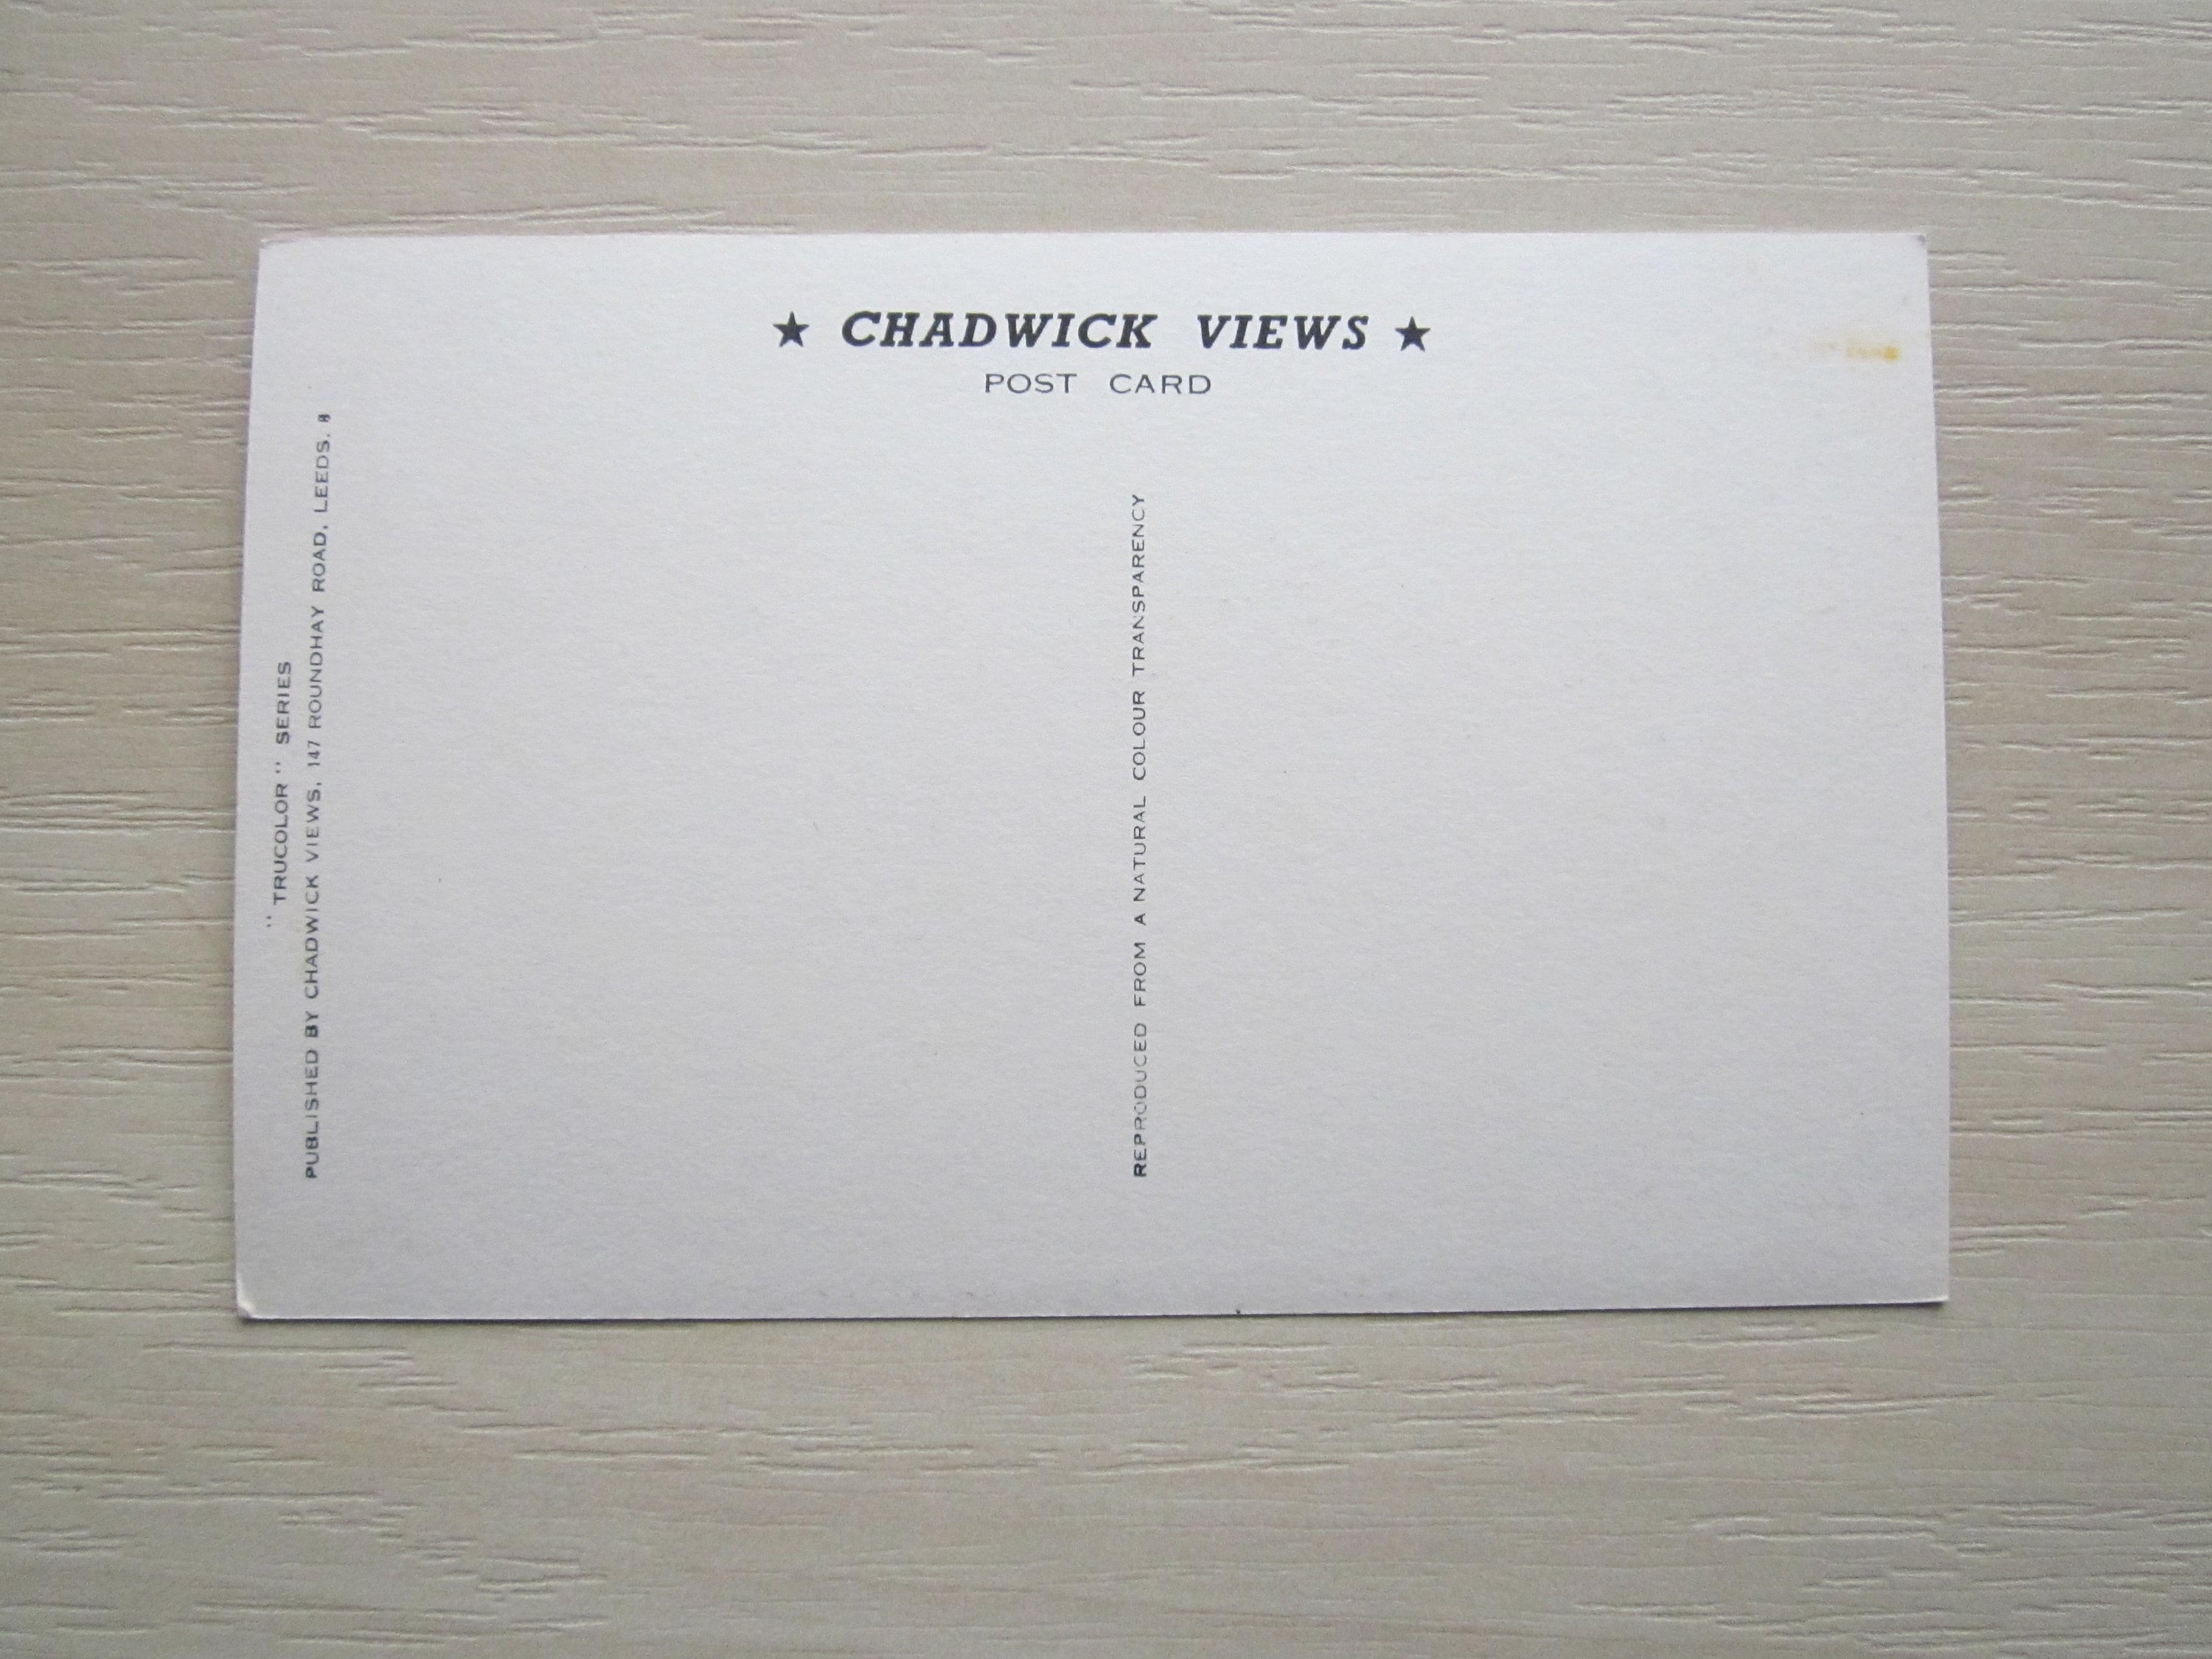 ★ CHADWICK VIEWS ★
POST CARD
"TRUCOLOR" SERIES
PUBLISHED BY CHADWICK VIEWS, 147 ROUNDHAY ROAD, LEEDS. 8
REPRODUCED FROM A NATURAL COLOUR TRANSPARENCY